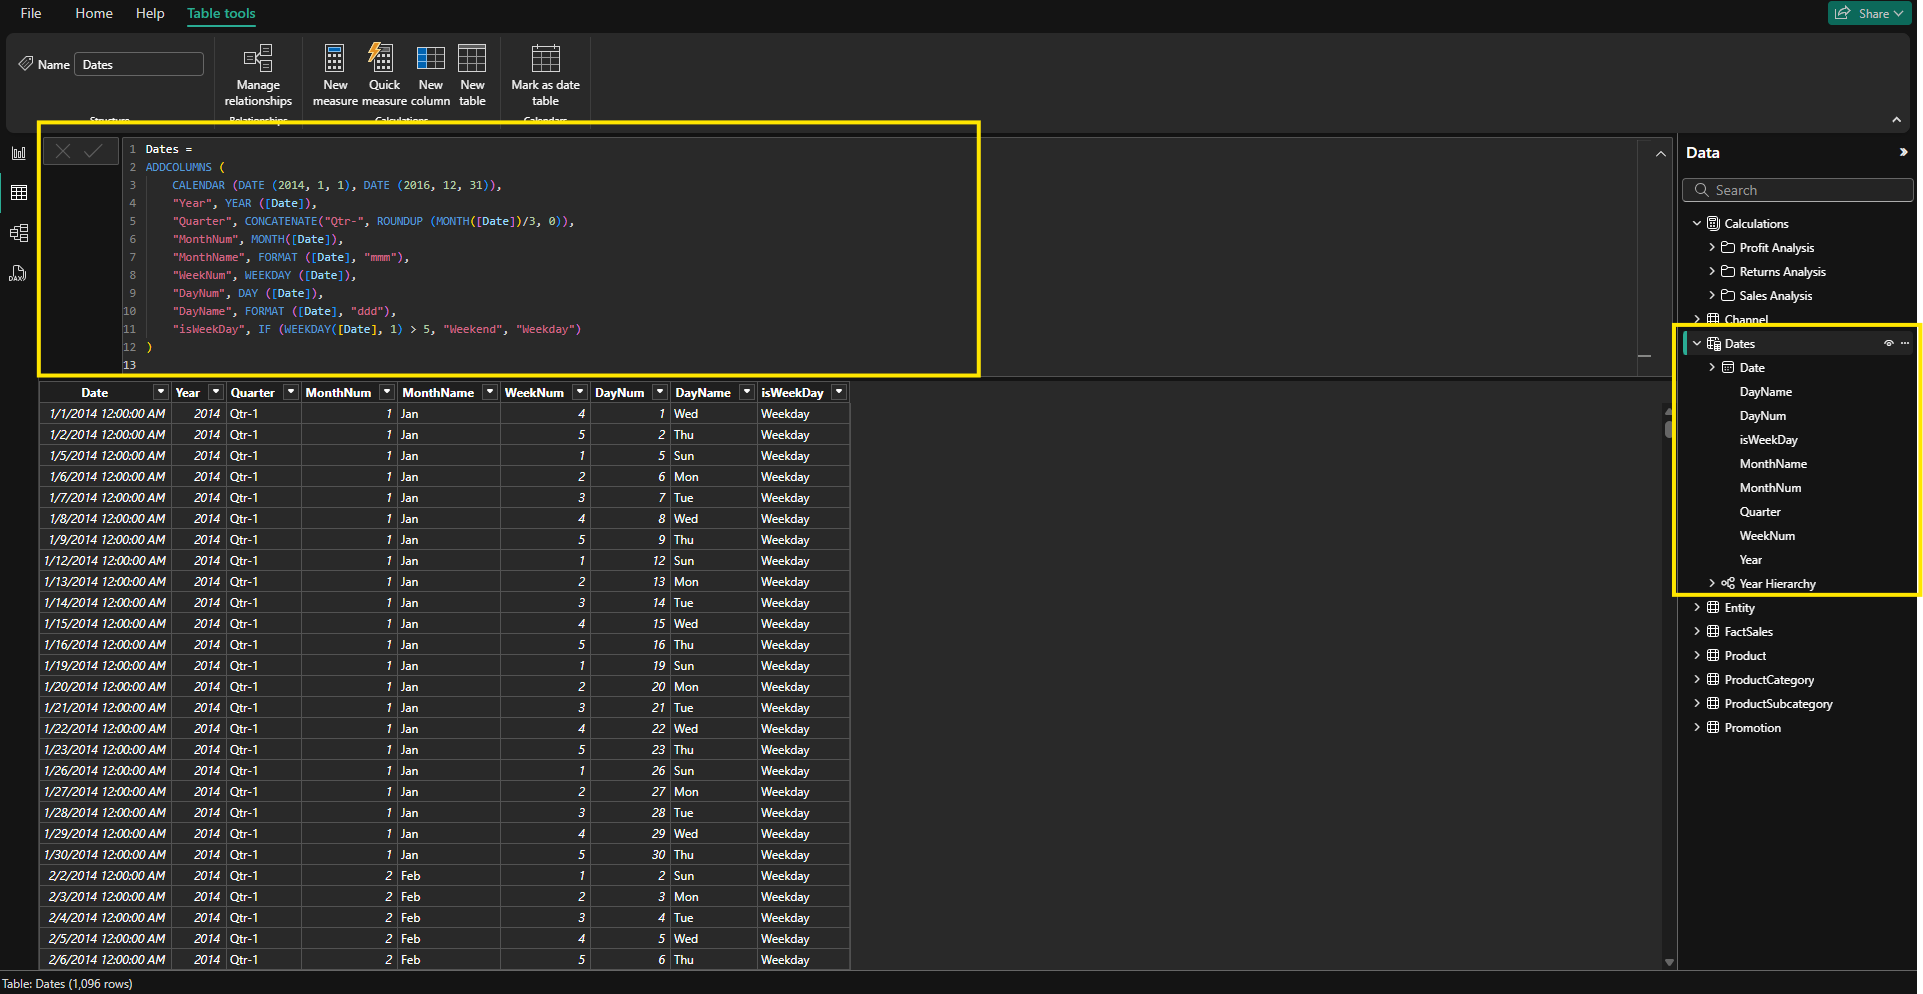 File Home Help Table tools Share
Name Dates
Manage relationships
New measure
Quick measure
New column
New table
Mark as date table
Structure Relationships Calculations Calendars
1 Dates =
2 ADDCOLUMNS (
3 CALENDAR (DATE (2014, 1, 1), DATE (2016, 12, 31)),
4 "Year", YEAR ([Date]),
5 "Quarter", CONCATENATE("Qtr-", ROUNDUP (MONTH([Date])/3, 0)),
6 "MonthNum", MONTH([Date]),
7 "MonthName", FORMAT ([Date], "mmm"),
8 "WeekNum", WEEKDAY ([Date]),
9 "DayNum", DAY ([Date]),
10 "DayName", FORMAT ([Date], "ddd"),
11 "isWeekDay", IF (WEEKDAY([Date], 1) > 5, "Weekend", "Weekday")
12 )
13
Date Year Quarter MonthNum MonthName WeekNum DayNum DayName isWeekDay
1/1/2014 12:00:00 AM 2014 Qtr-1 1 Jan 4 1 Wed Weekday
1/2/2014 12:00:00 AM 2014 Qtr-1 1 Jan 5 2 Thu Weekday
1/5/2014 12:00:00 AM 2014 Qtr-1 1 Jan 1 5 Sun Weekday
1/6/2014 12:00:00 AM 2014 Qtr-1 1 Jan 2 6 Mon Weekday
1/7/2014 12:00:00 AM 2014 Qtr-1 1 Jan 3 7 Tue Weekday
1/8/2014 12:00:00 AM 2014 Qtr-1 1 Jan 4 8 Wed Weekday
1/9/2014 12:00:00 AM 2014 Qtr-1 1 Jan 5 9 Thu Weekday
1/12/2014 12:00:00 AM 2014 Qtr-1 1 Jan 1 12 Sun Weekday
1/13/2014 12:00:00 AM 2014 Qtr-1 1 Jan 2 13 Mon Weekday
1/14/2014 12:00:00 AM 2014 Qtr-1 1 Jan 3 14 Tue Weekday
1/15/2014 12:00:00 AM 2014 Qtr-1 1 Jan 4 15 Wed Weekday
1/16/2014 12:00:00 AM 2014 Qtr-1 1 Jan 5 16 Thu Weekday
1/19/2014 12:00:00 AM 2014 Qtr-1 1 Jan 1 19 Sun Weekday
1/20/2014 12:00:00 AM 2014 Qtr-1 1 Jan 2 20 Mon Weekday
1/21/2014 12:00:00 AM 2014 Qtr-1 1 Jan 3 21 Tue Weekday
1/22/2014 12:00:00 AM 2014 Qtr-1 1 Jan 4 22 Wed Weekday
1/23/2014 12:00:00 AM 2014 Qtr-1 1 Jan 5 23 Thu Weekday
1/26/2014 12:00:00 AM 2014 Qtr-1 1 Jan 1 26 Sun Weekday
1/27/2014 12:00:00 AM 2014 Qtr-1 1 Jan 2 27 Mon Weekday
1/28/2014 12:00:00 AM 2014 Qtr-1 1 Jan 3 28 Tue Weekday
1/29/2014 12:00:00 AM 2014 Qtr-1 1 Jan 4 29 Wed Weekday
1/30/2014 12:00:00 AM 2014 Qtr-1 1 Jan 5 30 Thu Weekday
2/2/2014 12:00:00 AM 2014 Qtr-1 2 Feb 1 2 Sun Weekday
2/3/2014 12:00:00 AM 2014 Qtr-1 2 Feb 2 3 Mon Weekday
2/4/2014 12:00:00 AM 2014 Qtr-1 2 Feb 3 4 Tue Weekday
2/5/2014 12:00:00 AM 2014 Qtr-1 2 Feb 4 5 Wed Weekday
2/6/2014 12:00:00 AM 2014 Qtr-1 2 Feb 5 6 Thu Weekday
DAX
Data
Search
Calculations
Profit Analysis
Returns Analysis
Sales Analysis
Channel
Dates
Date
DayName
DayNum
isWeekDay
MonthName
MonthNum
Quarter
WeekNum
Year
Year Hierarchy
Entity
FactSales
Product
ProductCategory
ProductSubcategory
Promotion
Table: Dates (1,096 rows)